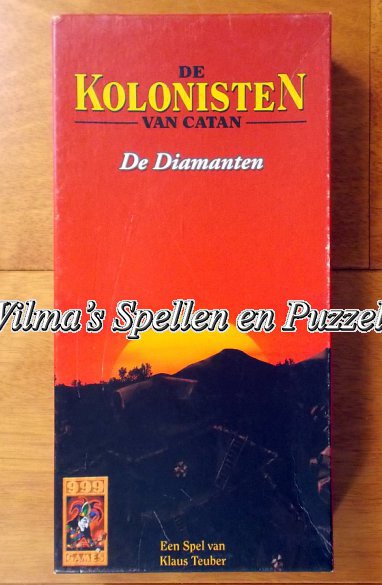 DE
KOLONISTEN
VAN CATAN
De Diamanten
Vilma's Spellen en Puzzel
999
GAMES
Een Spel van
Klaus Teuber